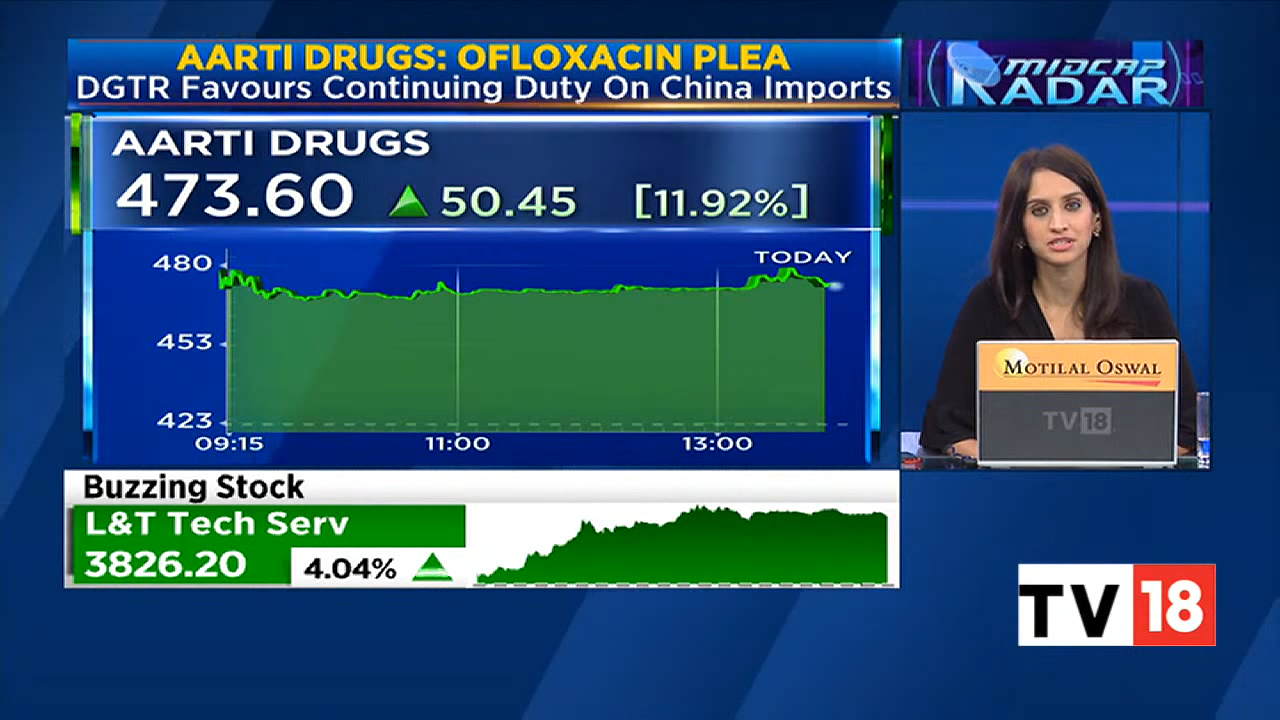 AARTI DRUGS: OFLOXACIN PLEA
DGTR Favours Continuing Duty On China Imports
MIDCAP
RADAR
AARTI DRUGS
473.60 ▲ 50.45 [11.92%]
TODAY
480
453
423
09:15 11:00 13:00
MOTILAL OSWAL
TV18
Buzzing Stock
L&T Tech Serv
3826.20 4.04% ▲
TV18